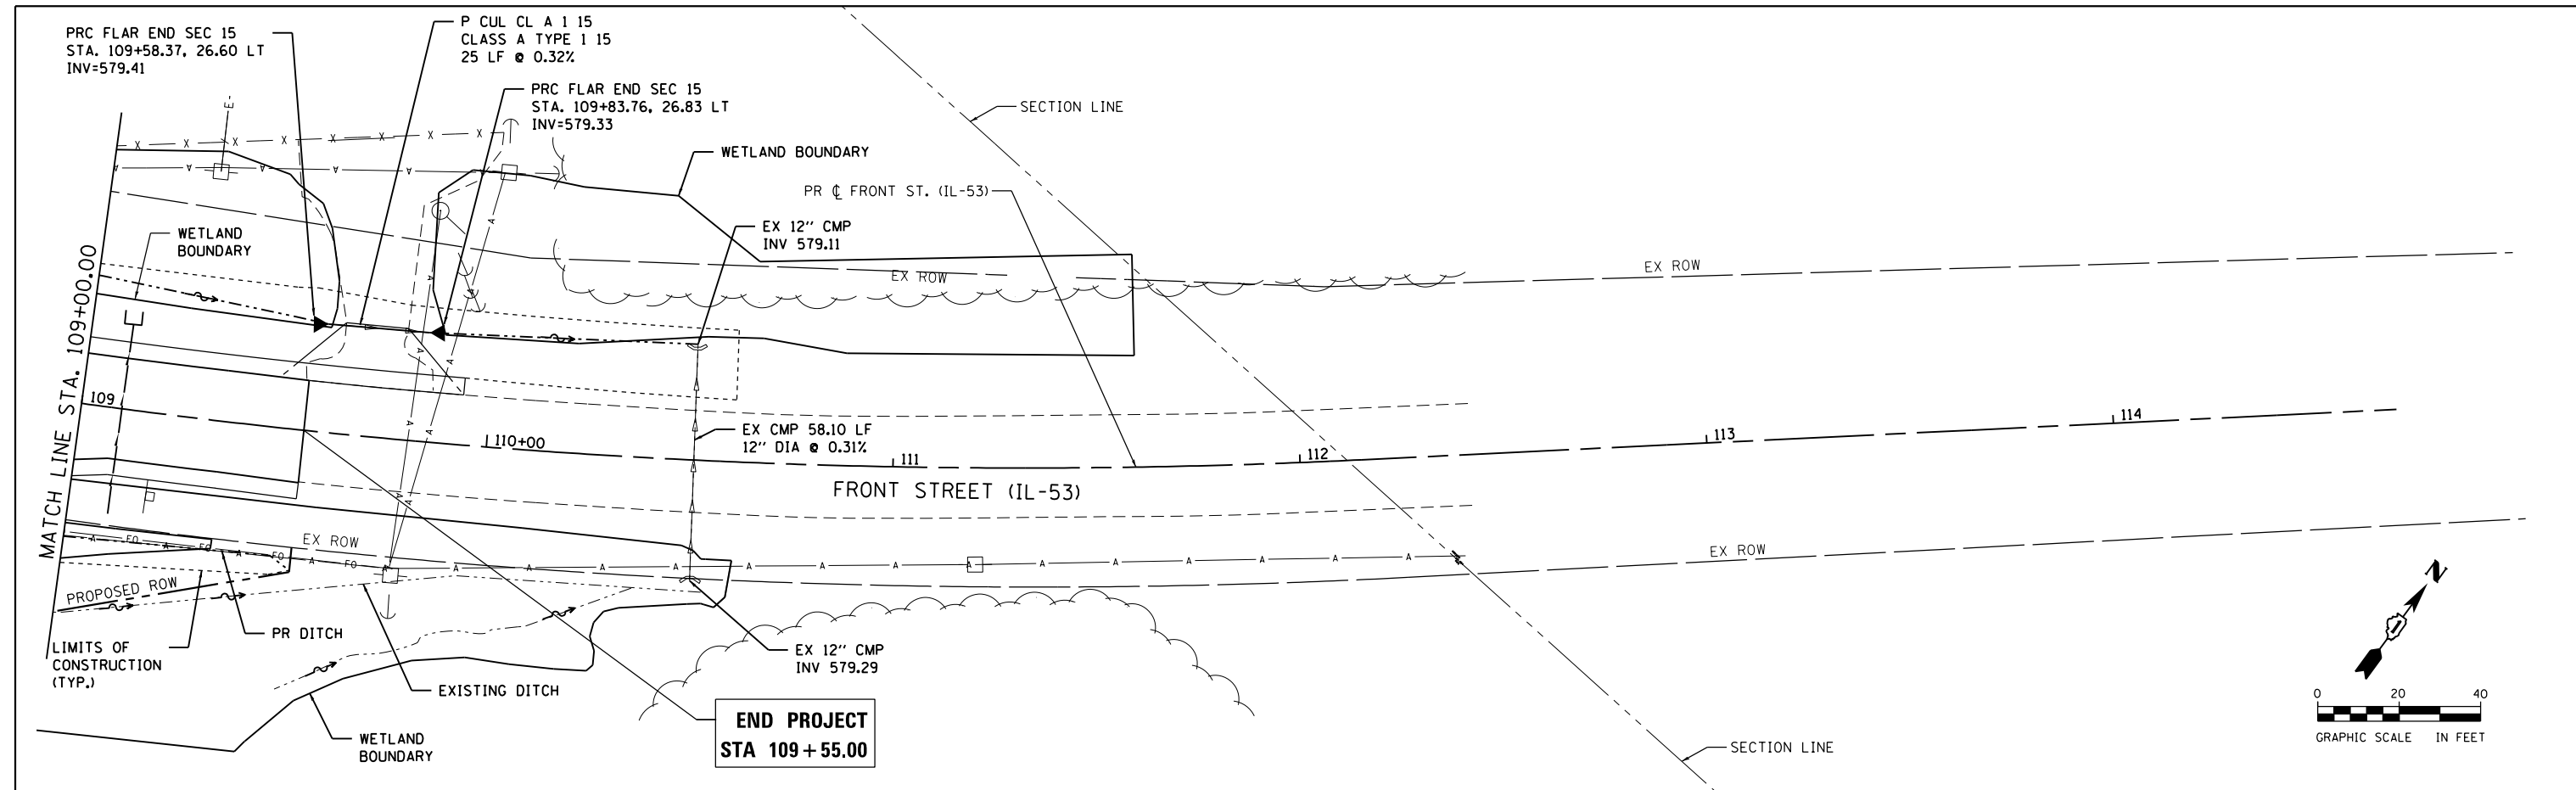 PRC FLAR END SEC 15
STA. 109+58.37, 26.60 LT
INV=579.41
P CUL CL A 1 15
CLASS A TYPE 1 15
25 LF @ 0.32%
PRC FLAR END SEC 15
STA. 109+83.76, 26.83 LT
INV=579.33
SECTION LINE
WETLAND BOUNDARY
PR ℄ FRONT ST. (IL-53)
EX 12" CMP
INV 579.11
WETLAND
BOUNDARY
EX ROW
EX ROW
MATCH LINE STA. 109+00.00
109
110+00
111
112
113
114
EX CMP 58.10 LF
12" DIA @ 0.31%
FRONT STREET (IL-53)
EX ROW
EX ROW
PROPOSED ROW
PR DITCH
LIMITS OF
CONSTRUCTION
(TYP.)
EXISTING DITCH
EX 12" CMP
INV 579.29
WETLAND
BOUNDARY
END PROJECT
STA 109+55.00
SECTION LINE
N
0 20 40
GRAPHIC SCALE IN FEET